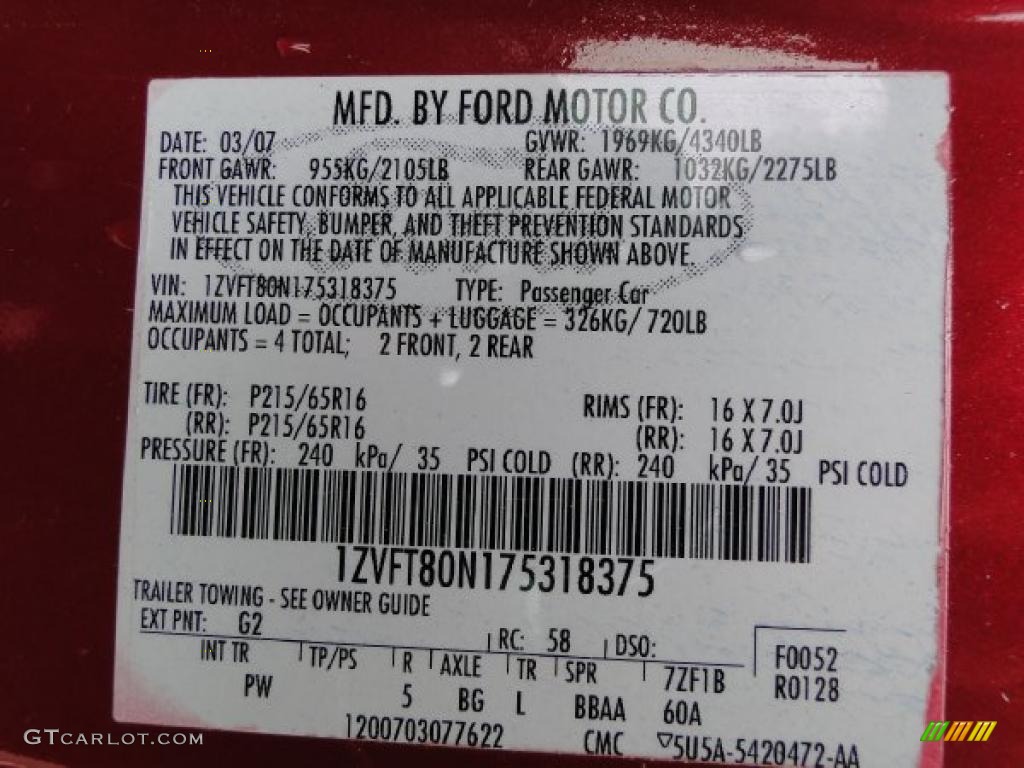 MFD. BY FORD MOTOR CO.
DATE: 03/07 GVWR: 1969KG/4340LB
FRONT GAWR: 955KG/2105LB REAR GAWR: 1032KG/2275LB
THIS VEHICLE CONFORMS TO ALL APPLICABLE FEDERAL MOTOR
VEHICLE SAFETY, BUMPER, AND THEFT PREVENTION STANDARDS
IN EFFECT ON THE DATE OF MANUFACTURE SHOWN ABOVE.
VIN: 1ZVFT80N175318375 TYPE: Passenger Car
MAXIMUM LOAD = OCCUPANTS + LUGGAGE = 326KG/ 720LB
OCCUPANTS = 4 TOTAL; 2 FRONT, 2 REAR
TIRE (FR): P215/65R16 RIMS (FR): 16 X 7.0J
(RR): P215/65R16 (RR): 16 X 7.0J
PRESSURE (FR): 240 kPa/ 35 PSI COLD (RR): 240 kPa/ 35 PSI COLD
1ZVFT80N175318375
TRAILER TOWING - SEE OWNER GUIDE
EXT PNT: G2 RC: 58 DSO: F0052
INT TR TP/PS R AXLE TR SPR 7ZF1B R0128
PW 5 BG L BBAA 60A
1200703077622 CMC ▽5U5A-5420472-AA
GTCarLot.com